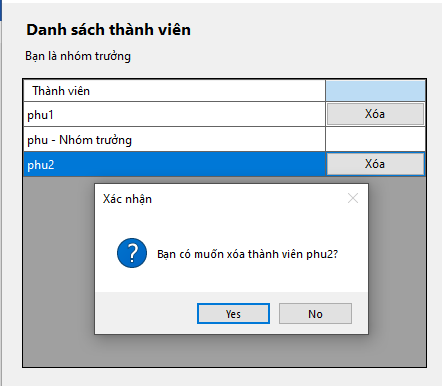 Danh sách thành viên
Bạn là nhóm trưởng
Thành viên
phu1 Xóa
phu - Nhóm trưởng
phu2 Xóa
Xác nhận
Bạn có muốn xóa thành viên phu2?
Yes No